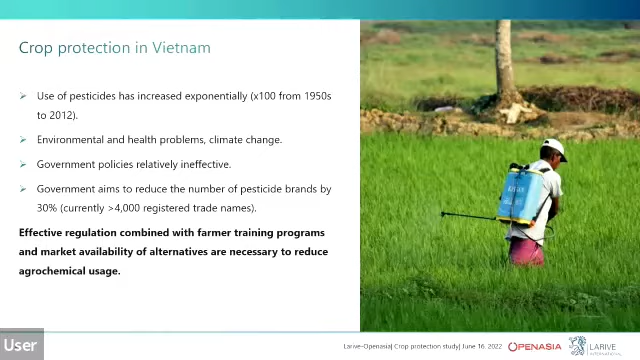 Crop protection in Vietnam
Use of pesticides has increased exponentially (x100 from 1950s
to 2012).
Environmental and health problems, climate change.
Government policies relatively ineffective.
Government aims to reduce the number of pesticide brands by
30% (currently >4,000 registered trade names).
Effective regulation combined with farmer training programs
and market availability of alternatives are necessary to reduce
agrochemical usage.
User
Larive-Openasia| Crop protection study| June 16, 2022
OPENASIA
LARIVE
INTERNATIONAL